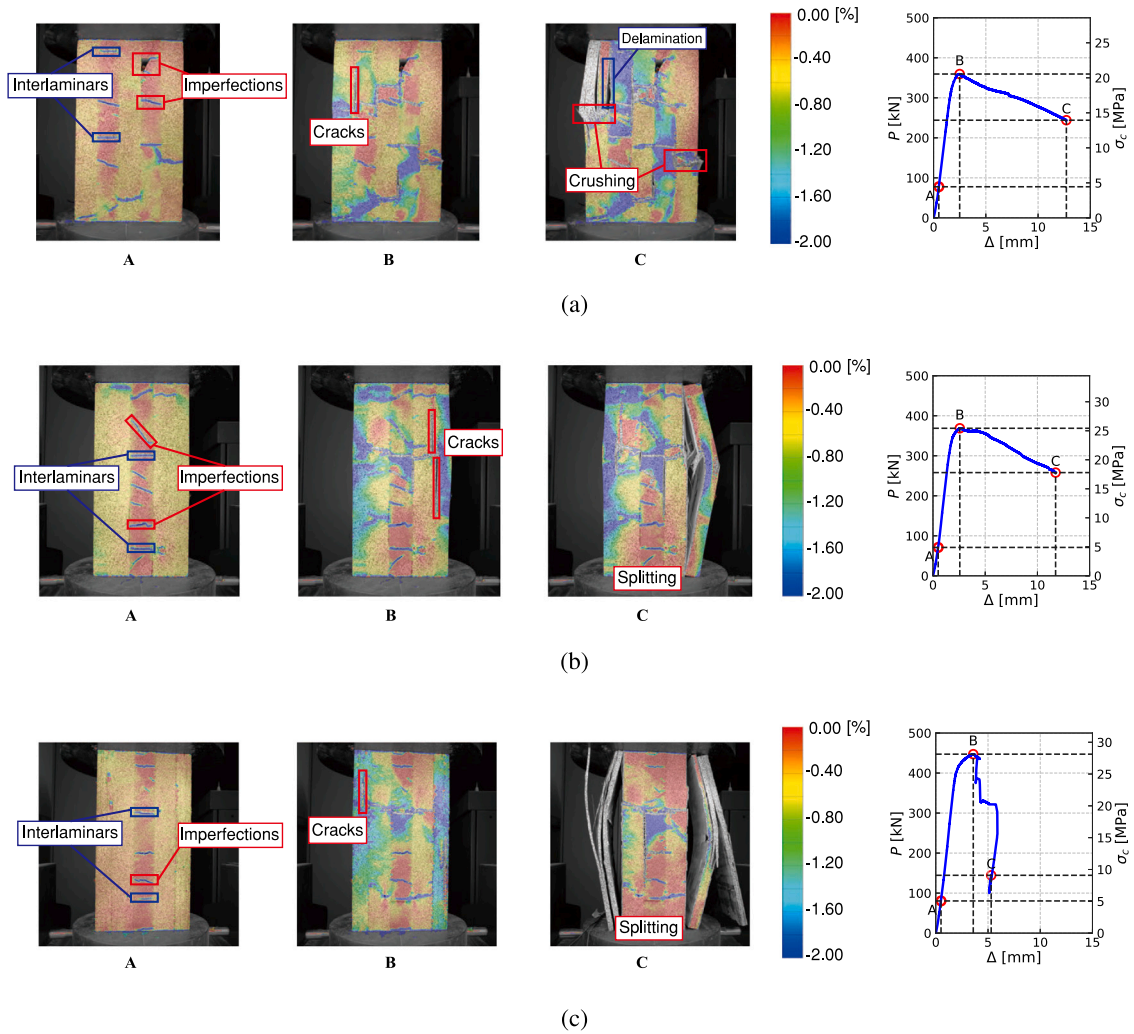 Interlaminars
Imperfections
A
Cracks
B
Delamination
Crushing
C
0.00 [%]
-0.40
-0.80
-1.20
-1.60
-2.00
500
400
300
200
100
0
P [kN]
A
B
C
0 5 10 15
Δ [mm]
25
20
15
10
5
0
σc [MPa]
(a)
Interlaminars
Imperfections
A
Cracks
B
Splitting
C
0.00 [%]
-0.40
-0.80
-1.20
-1.60
-2.00
500
400
300
200
100
0
P [kN]
A
B
C
0 5 10 15
Δ [mm]
30
25
20
15
10
5
0
σc [MPa]
(b)
Interlaminars
Imperfections
A
Cracks
B
Splitting
C
0.00 [%]
-0.40
-0.80
-1.20
-1.60
-2.00
500
400
300
200
100
0
P [kN]
A
B
C
0 5 10 15
Δ [mm]
30
25
20
15
10
5
0
σc [MPa]
(c)